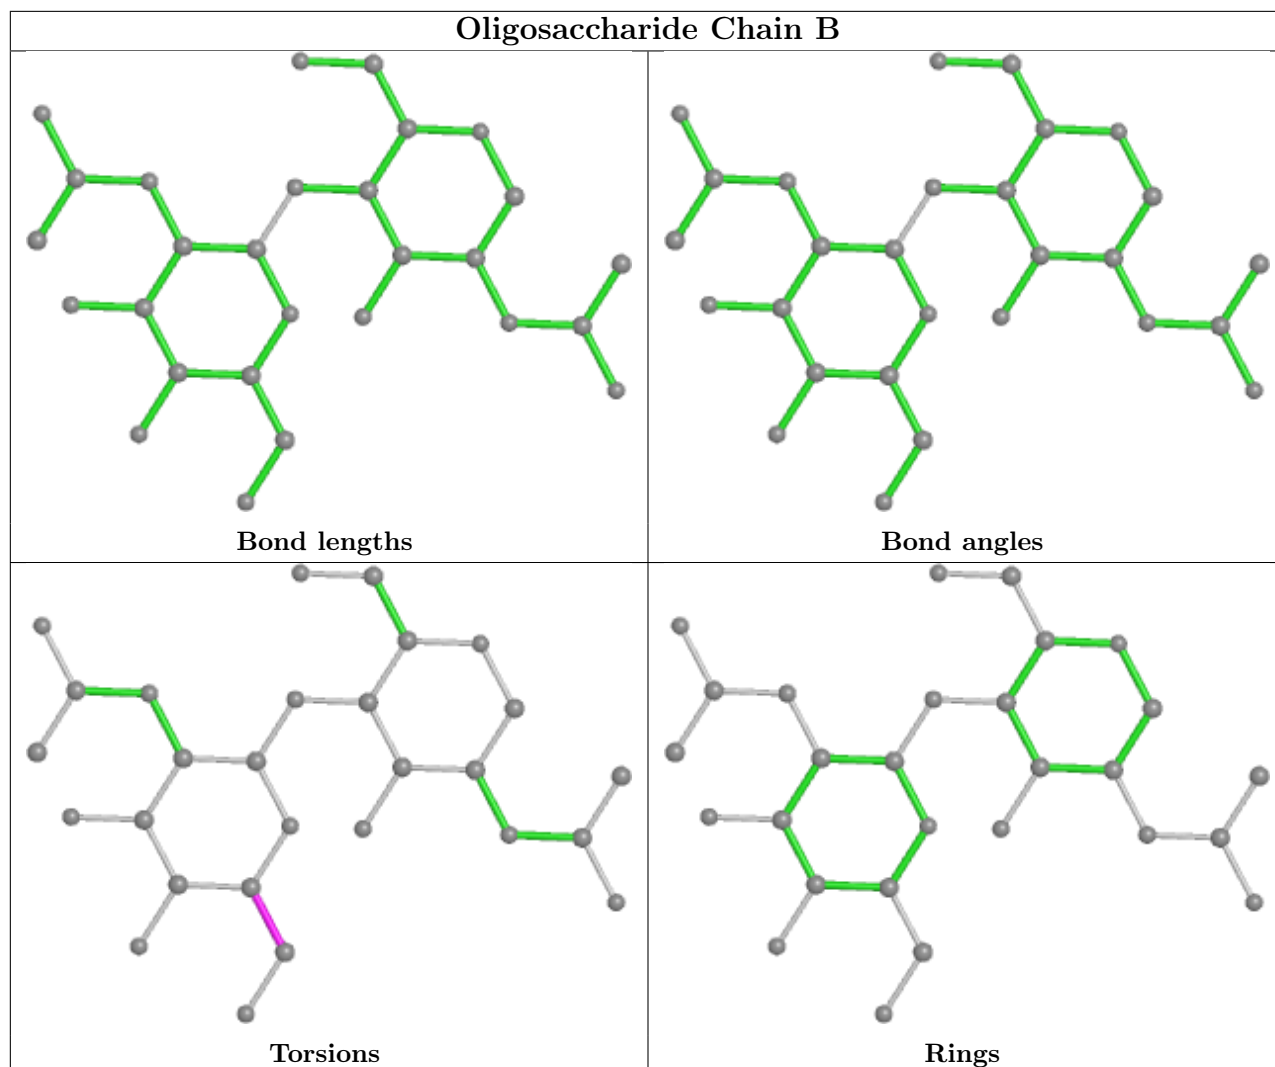 Oligosaccharide Chain B
Bond lengths
Bond angles
Torsions
Rings